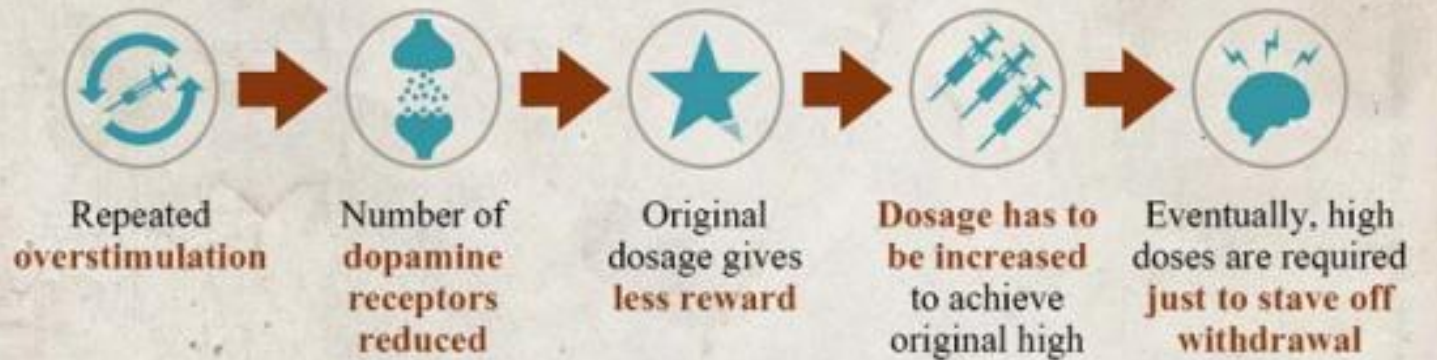 Repeated
overstimulation
Number of
dopamine
receptors
reduced
Original
dosage gives
less reward
Dosage has to
be increased
to achieve
original high
Eventually, high
doses are required
just to stave off
withdrawal